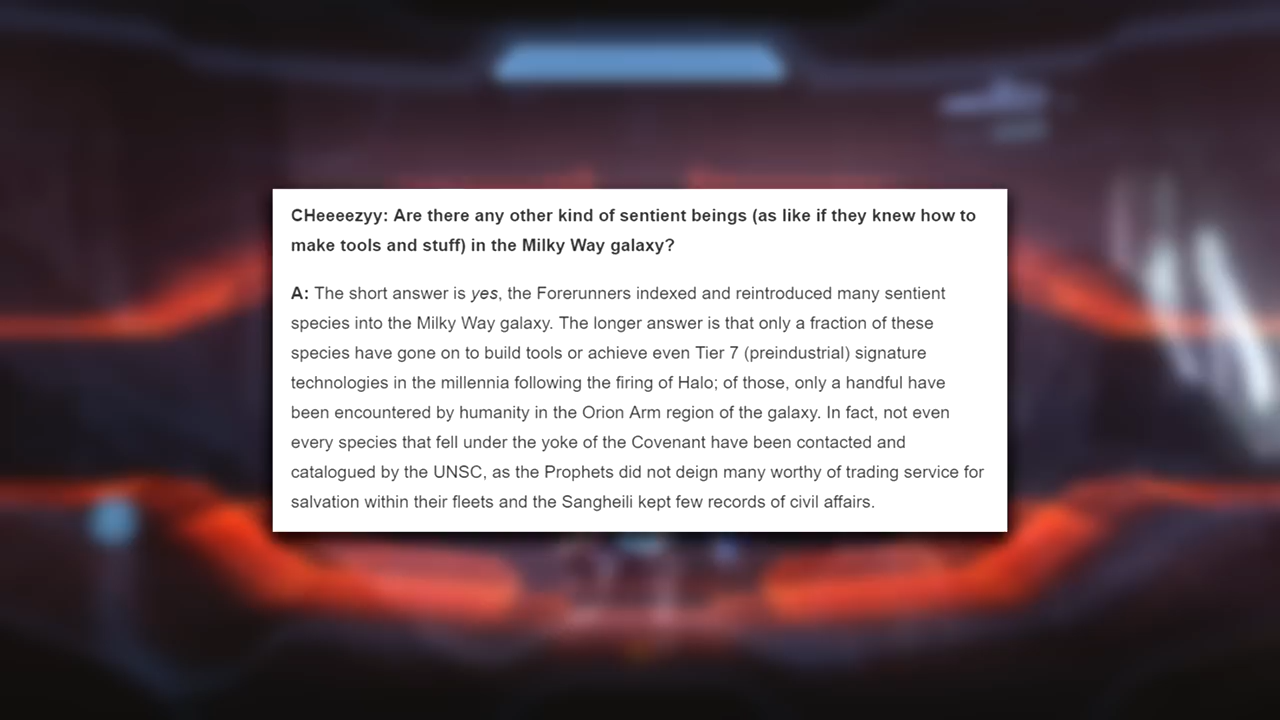 CHeeeezyy: Are there any other kind of sentient beings (as like if they knew how to
make tools and stuff) in the Milky Way galaxy?
A: The short answer is yes, the Forerunners indexed and reintroduced many sentient
species into the Milky Way galaxy. The longer answer is that only a fraction of these
species have gone on to build tools or achieve even Tier 7 (preindustrial) signature
technologies in the millennia following the firing of Halo; of those, only a handful have
been encountered by humanity in the Orion Arm region of the galaxy. In fact, not even
every species that fell under the yoke of the Covenant have been contacted and
catalogued by the UNSC, as the Prophets did not deign many worthy of trading service for
salvation within their fleets and the Sangheili kept few records of civil affairs.